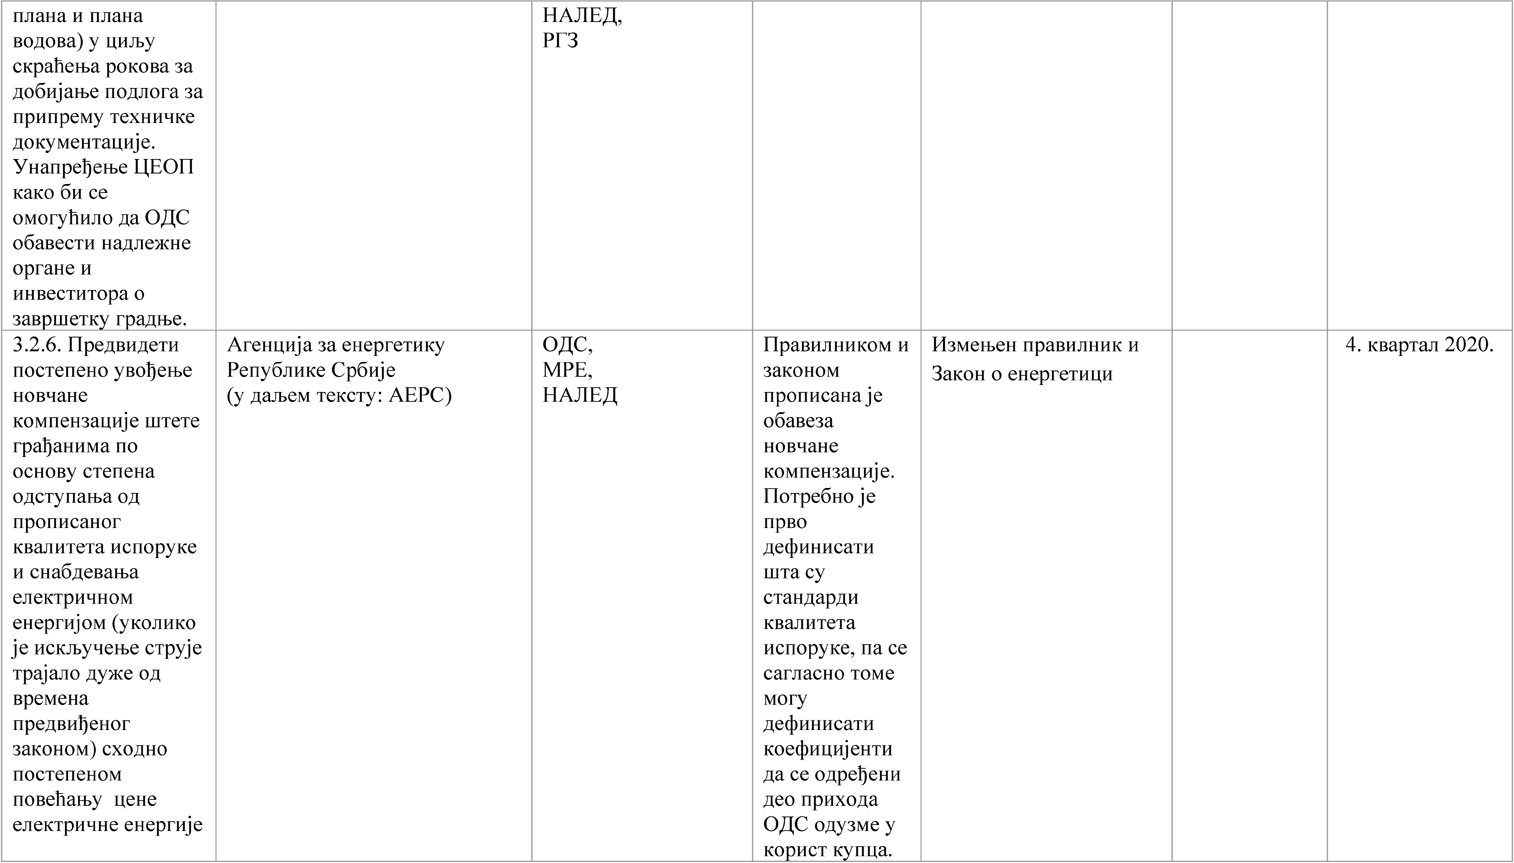 плана и плана
водова) у циљу
скраћења рокова за
добијање подлога за
припрему техничке
документације.
Унапређење ЦЕОП
како би се
омогућило да ОДС
обавести надлежне
органе и
инвеститора о
завршетку градње.
НАЛЕД,
РГЗ
3.2.6. Предвидети
постепено увођење
новчане
компензације штете
грађанима по
основу степена
одступања од
прописаног
квалитета испоруке
и снабдевања
електричном
енергијом (уколико
је искључење струје
трајало дуже од
времена
предвиђеног
законом) сходно
постепеном
повећању  цене
електричне енергије
Агенција за енергетику
Републике Србије
(у даљем тексту: АЕРС)
ОДС,
МРЕ,
НАЛЕД
Правилником и
законом
прописана је
обавеза
новчане
компензације.
Потребно је
прво
дефинисати
шта су
стандарди
квалитета
испоруке, па се
сагласно томе
могу
дефинисати
коефицијенти
да се одређени
део прихода
ОДС одузме у
корист купца.
Измењен правилник и
Закон о енергетици
4. квартал 2020.